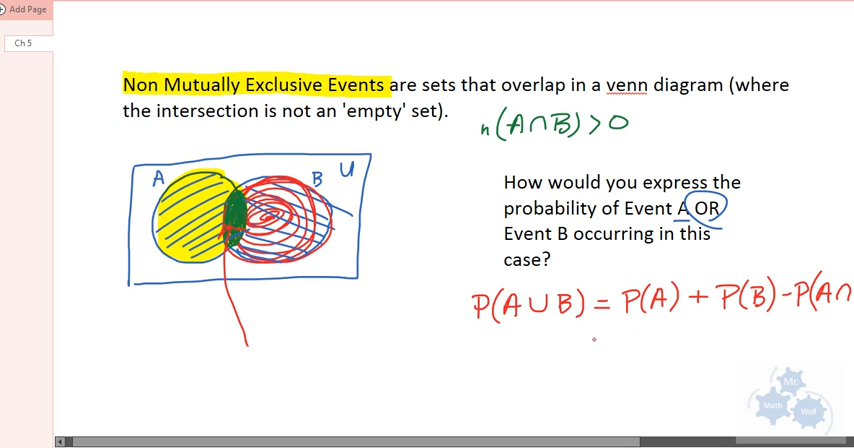 Add Page
Ch 5
Non Mutually Exclusive Events are sets that overlap in a venn diagram (where
the intersection is not an 'empty' set).
n(A∩B) > 0
A
B
U
How would you express the
probability of Event A OR
Event B occurring in this
case?
P(A ∪ B) = P(A) + P(B) - P(A∩
Mr.
Math
Well